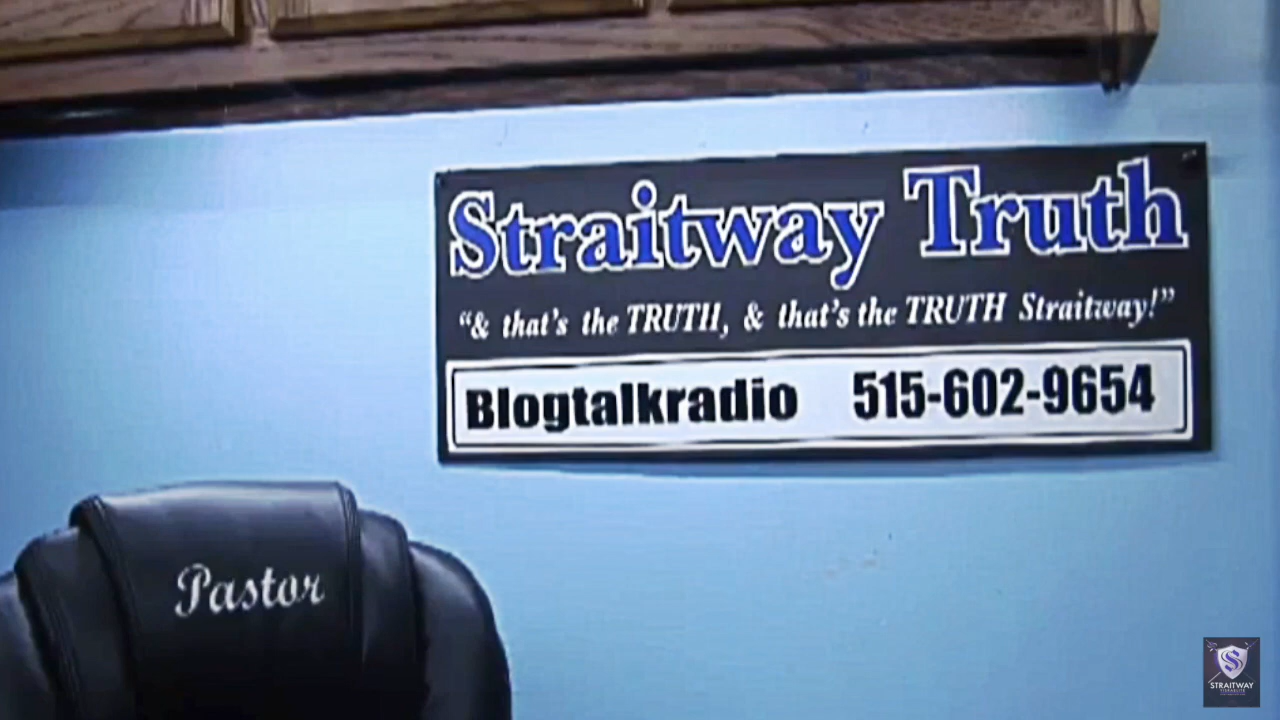 Straitway Truth
“& that’s the TRUTH, & that’s the TRUTH Straitway!”
Blogtalkradio 515-602-9654
Pastor
S
STRAITWAY